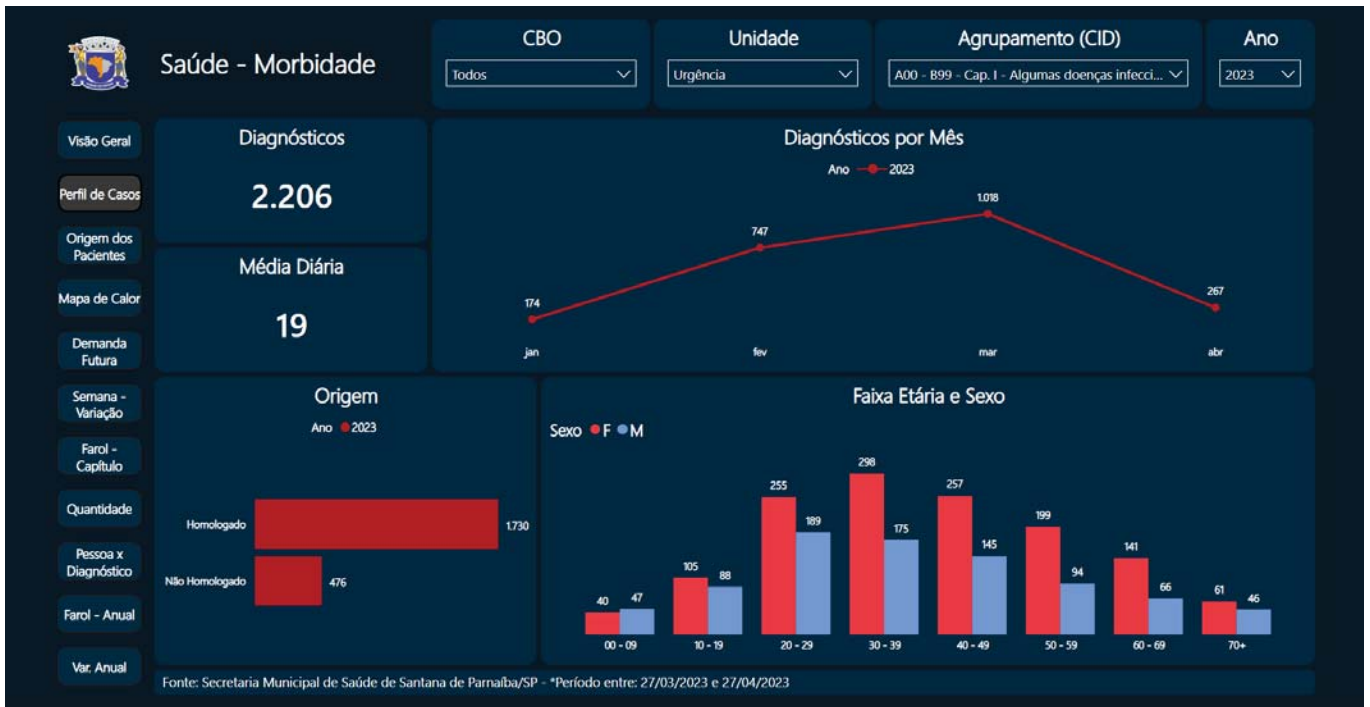 Saúde - Morbidade
CBO
Todos
Unidade
Urgência
Agrupamento (CID)
A00 - B99 - Cap. I - Algumas doenças infecci...
Ano
2023
Visão Geral
Perfil de Casos
Origem dos
Pacientes
Mapa de Calor
Demanda
Futura
Semana -
Variação
Farol -
Capítulo
Quantidade
Pessoa x
Diagnóstico
Farol - Anual
Var. Anual
Diagnósticos
2.206
Média Diária
19
Diagnósticos por Mês
Ano 2023
174
747
1.018
267
jan fev mar abr
Origem
Ano 2023
Homologado 1.730
Não Homologado 476
Faixa Etária e Sexo
Sexo F M
40 47
105 88
255 189
298 175
257 145
199 94
141 66
61 46
00 - 09 10 - 19 20 - 29 30 - 39 40 - 49 50 - 59 60 - 69 70+
Fonte: Secretaria Municipal de Saúde de Santana de Parnaíba/SP - *Período entre: 27/03/2023 e 27/04/2023